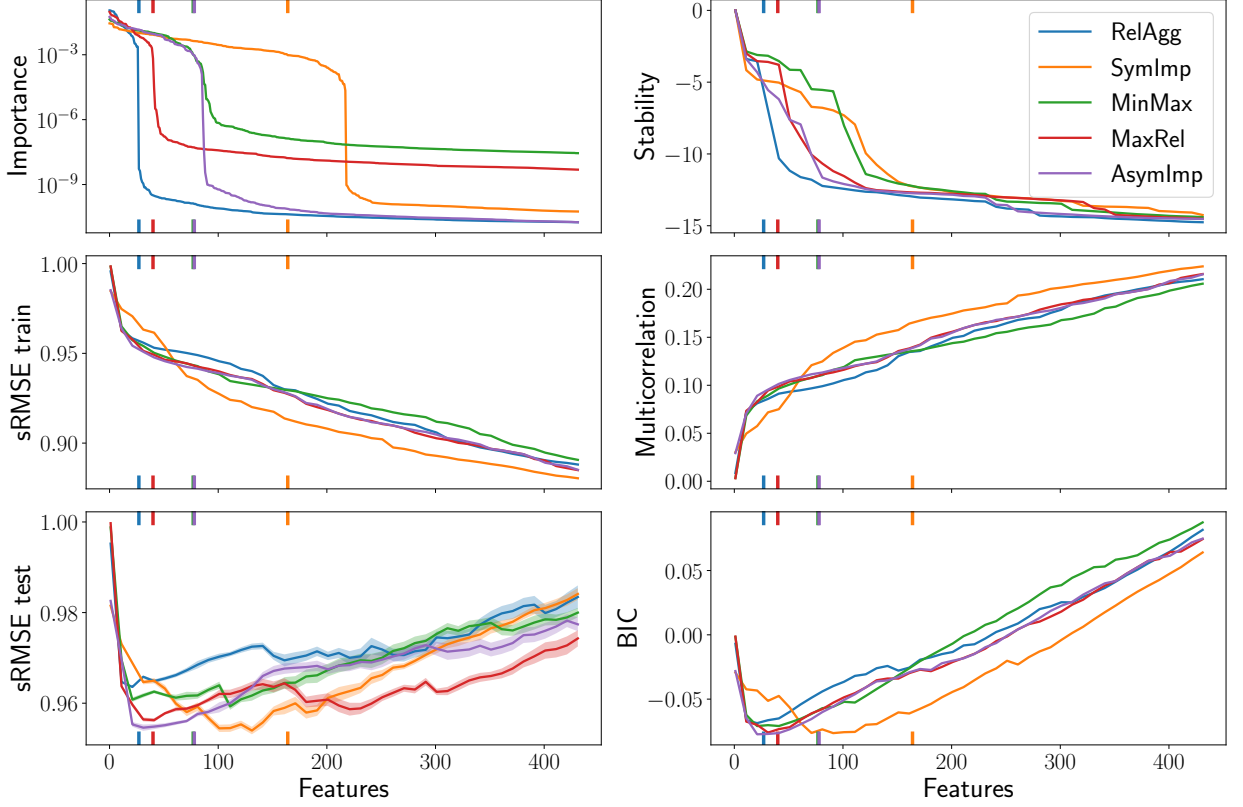 Importance
10⁻³
10⁻⁶
10⁻⁹
Stability
0
−5
−10
−15
RelAgg
SymImp
MinMax
MaxRel
AsymImp
sRMSE train
1.00
0.95
0.90
Multicorrelation
0.20
0.15
0.10
0.05
0.00
sRMSE test
1.00
0.98
0.96
0 100 200 300 400
Features
BIC
0.05
0.00
−0.05
0 100 200 300 400
Features